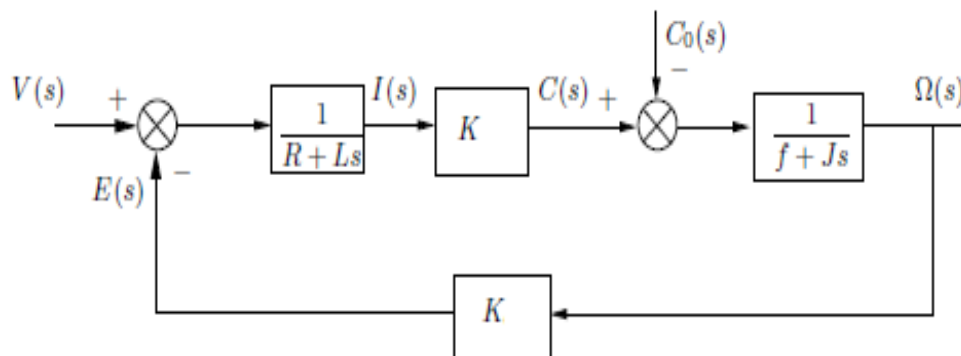 C₀(s)
−
V(s)
+
1
R + Ls
I(s)
K
C(s)
+
1
f + Js
Ω(s)
E(s)
−
K